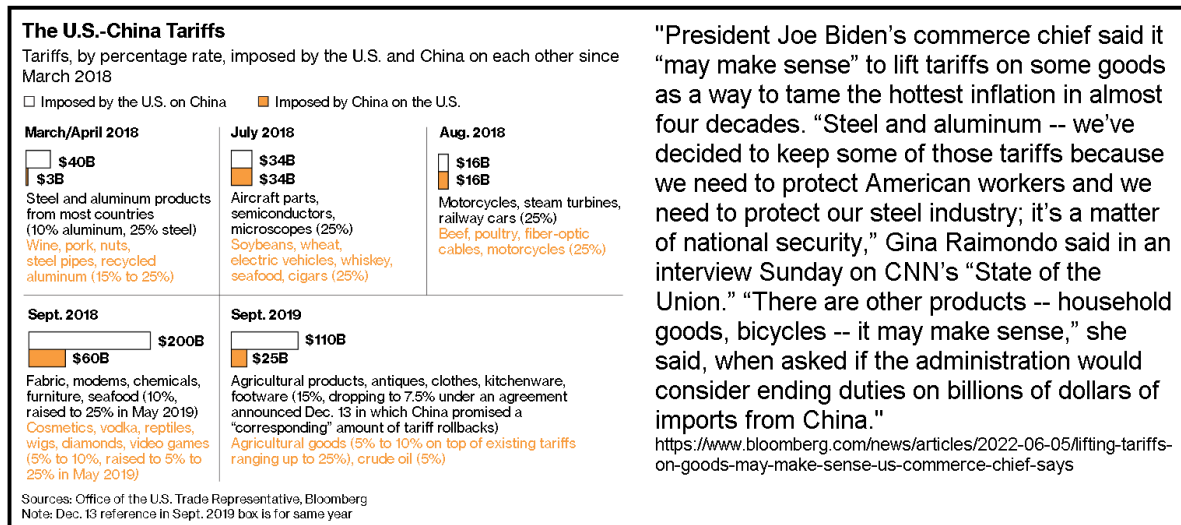 The U.S.-China Tariffs
Tariffs, by percentage rate, imposed by the U.S. and China on each other since
March 2018
Imposed by the U.S. on China Imposed by China on the U.S.
March/April 2018
$40B
$3B
Steel and aluminum products
from most countries
(10% aluminum, 25% steel)
Wine, pork, nuts,
steel pipes, recycled
aluminum (15% to 25%)
July 2018
$34B
$34B
Aircraft parts,
semiconductors,
microscopes (25%)
Soybeans, wheat,
electric vehicles, whiskey,
seafood, cigars (25%)
Aug. 2018
$16B
$16B
Motorcycles, steam turbines,
railway cars (25%)
Beef, poultry, fiber-optic
cables, motorcycles (25%)
Sept. 2018
$200B
$60B
Fabric, modems, chemicals,
furniture, seafood (10%,
raised to 25% in May 2019)
Cosmetics, vodka, reptiles,
wigs, diamonds, video games
(5% to 10%, raised to 5% to
25% in May 2019)
Sept. 2019
$110B
$25B
Agricultural products, antiques, clothes, kitchenware,
footware (15%, dropping to 7.5% under an agreement
announced Dec. 13 in which China promised a
“corresponding” amount of tariff rollbacks)
Agricultural goods (5% to 10% on top of existing tariffs
ranging up to 25%), crude oil (5%)
Sources: Office of the U.S. Trade Representative, Bloomberg
Note: Dec. 13 reference in Sept. 2019 box is for same year
"President Joe Biden’s commerce chief said it
“may make sense” to lift tariffs on some goods
as a way to tame the hottest inflation in almost
four decades. “Steel and aluminum -- we’ve
decided to keep some of those tariffs because
we need to protect American workers and we
need to protect our steel industry; it’s a matter
of national security,” Gina Raimondo said in an
interview Sunday on CNN’s “State of the
Union.” “There are other products -- household
goods, bicycles -- it may make sense,” she
said, when asked if the administration would
consider ending duties on billions of dollars of
imports from China."
https://www.bloomberg.com/news/articles/2022-06-05/lifting-tariffs-
on-goods-may-make-sense-us-commerce-chief-says